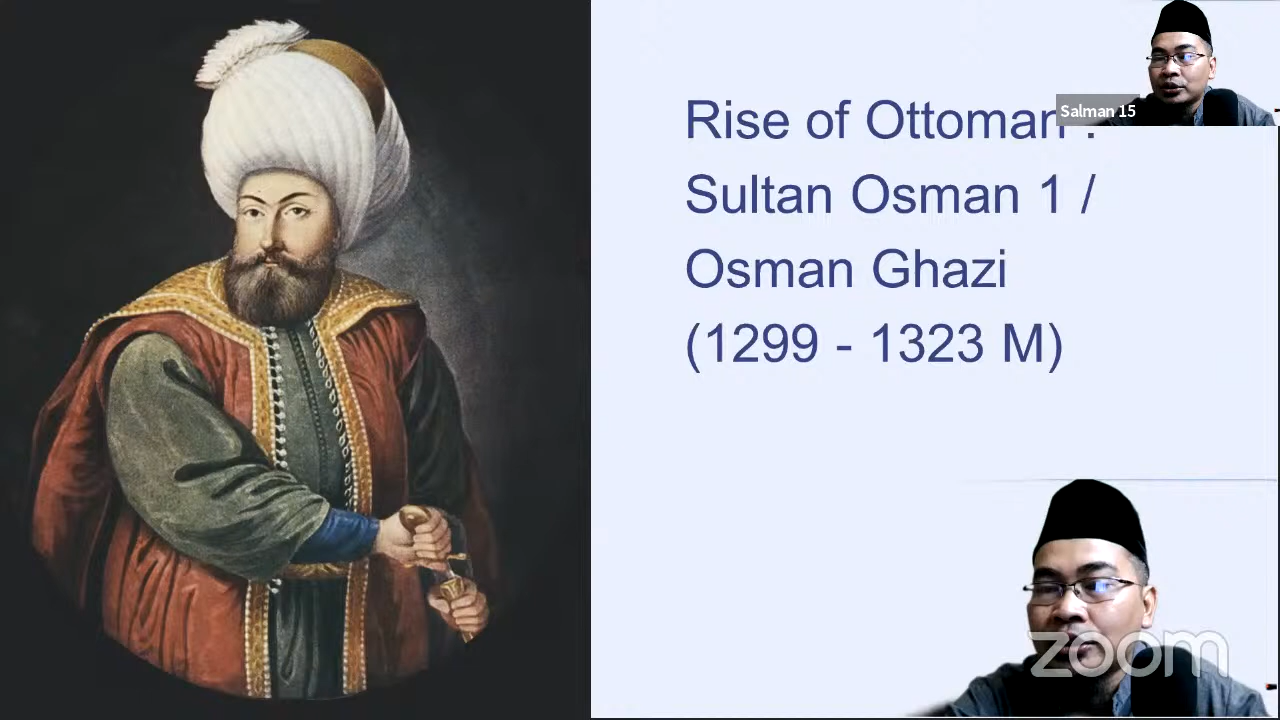 Rise of Ottoman :
Sultan Osman 1 /
Osman Ghazi
(1299 - 1323 M)
Salman 15
zoom